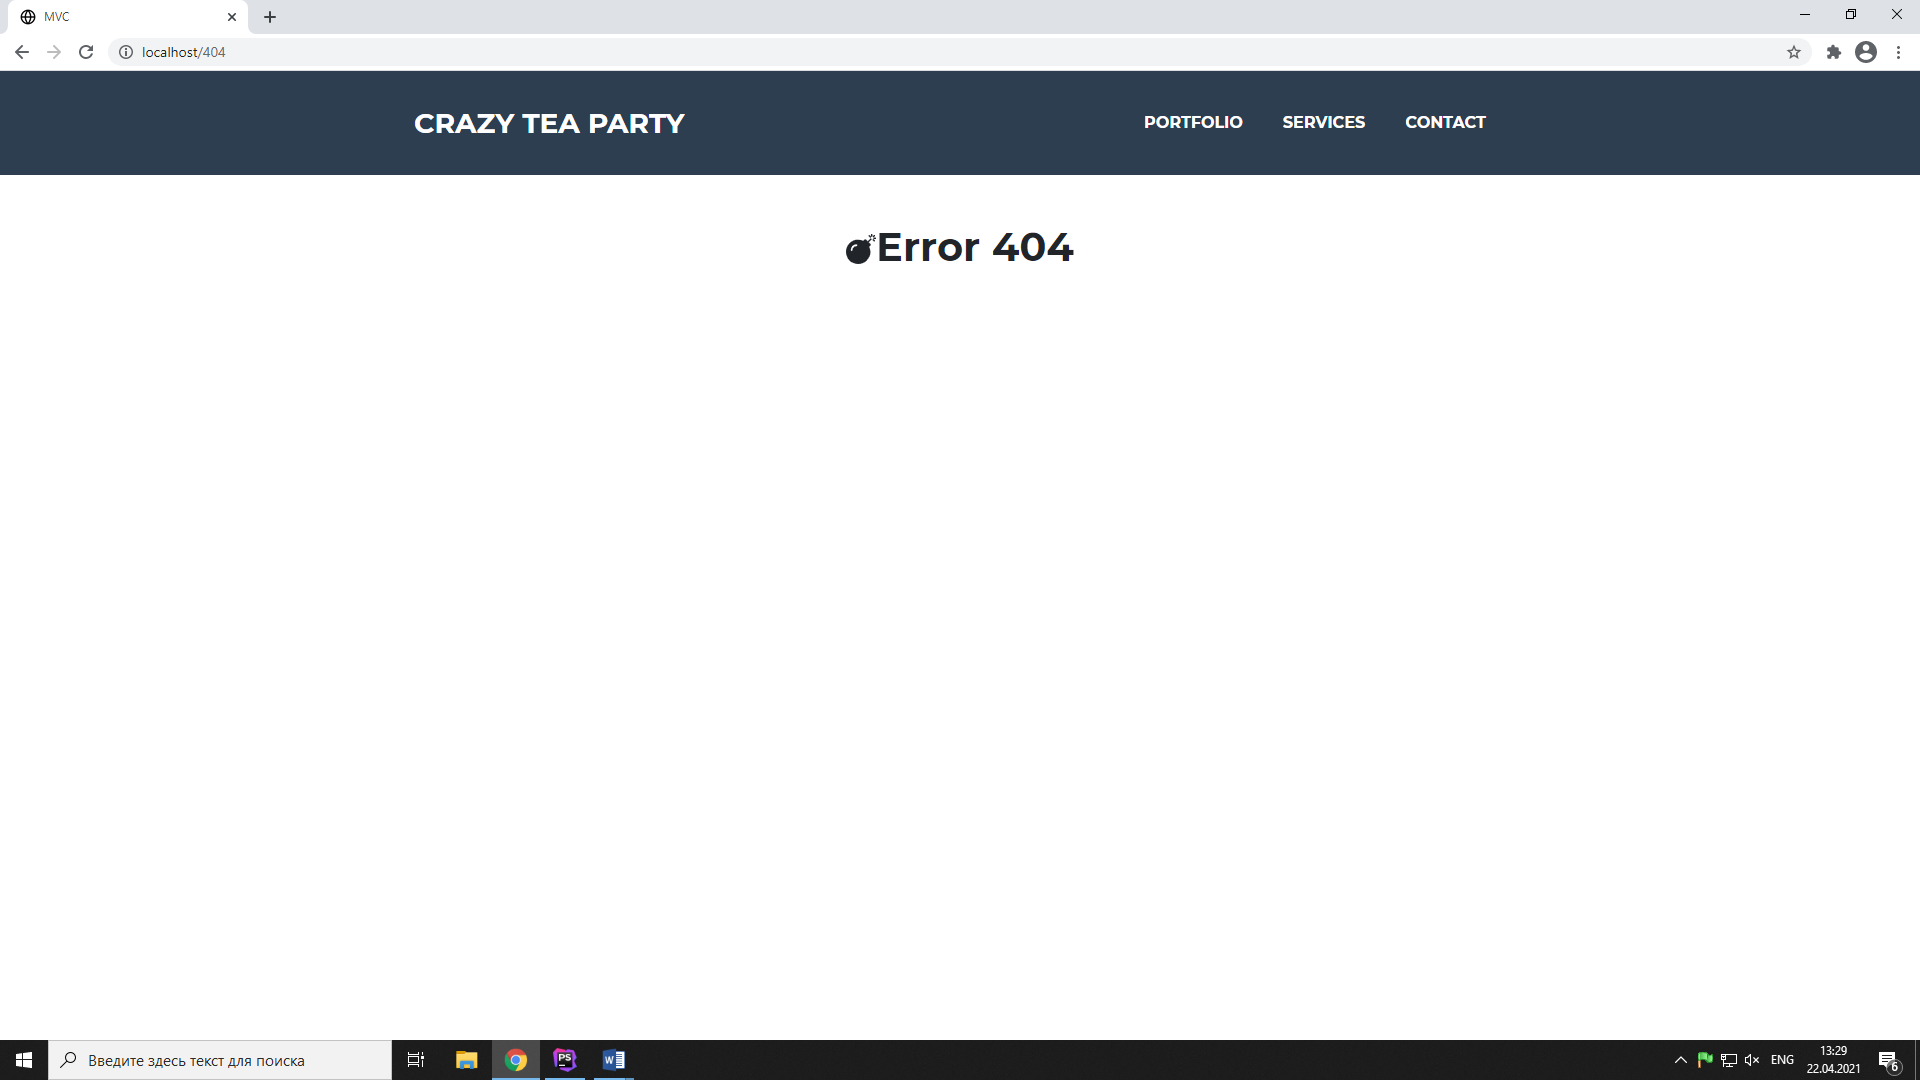 MVC
localhost/404
CRAZY TEA PARTY
PORTFOLIO SERVICES CONTACT
Error 404
Введите здесь текст для поиска
PS
W
ENG
13:29
22.04.2021
6